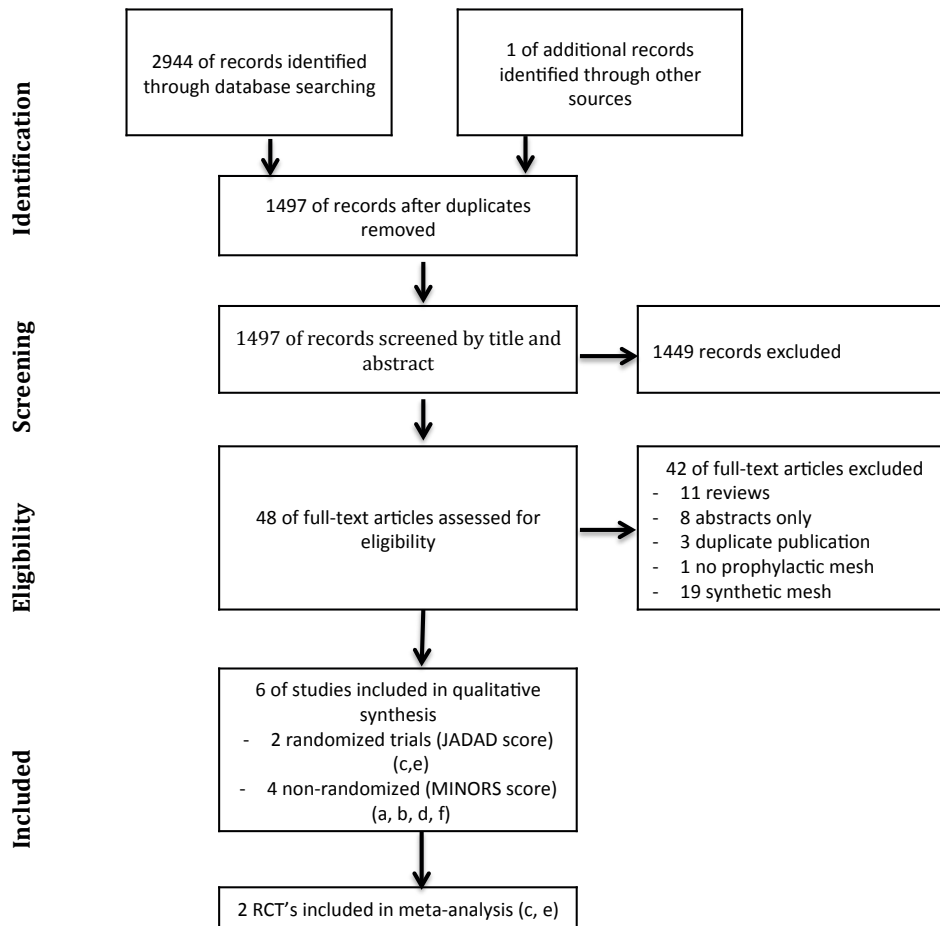 Identification
2944 of records identified
through database searching
1 of additional records
identified through other
sources
1497 of records after duplicates
removed
Screening
1497 of records screened by title and
abstract
1449 records excluded
Eligibility
48 of full-text articles assessed for
eligibility
42 of full-text articles excluded
- 11 reviews
- 8 abstracts only
- 3 duplicate publication
- 1 no prophylactic mesh
- 19 synthetic mesh
Included
6 of studies included in qualitative
synthesis
- 2 randomized trials (JADAD score)
(c,e)
- 4 non-randomized (MINORS score)
(a, b, d, f)
2 RCT's included in meta-analysis (c, e)